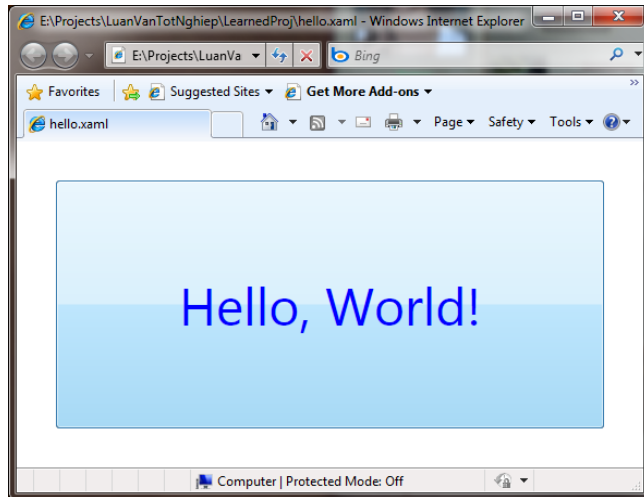 E:\Projects\LuanVanTotNghiep\LearnedProj\hello.xaml - Windows Internet Explorer
E:\Projects\LuanVa Bing
Favorites Suggested Sites Get More Add-ons »
hello.xaml Page Safety Tools
Hello, World!
Computer | Protected Mode: Off